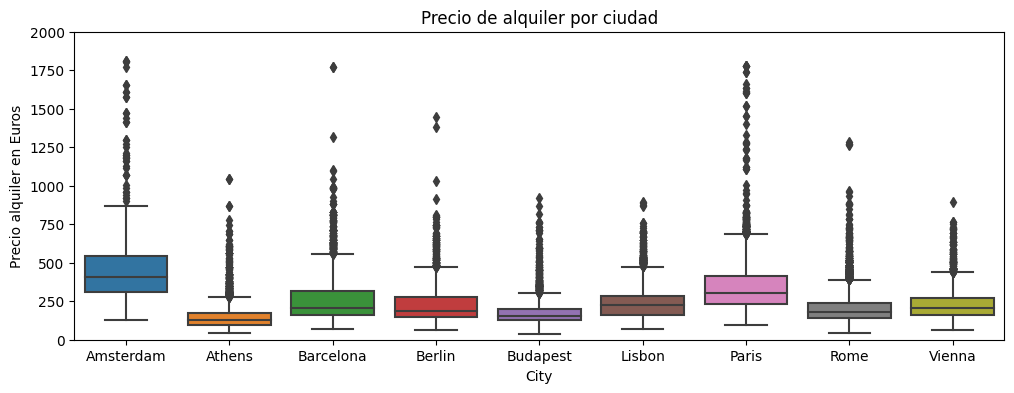 Precio de alquiler por ciudad
Precio alquiler en Euros
2000
1750
1500
1250
1000
750
500
250
0
Amsterdam Athens Barcelona Berlin Budapest Lisbon Paris Rome Vienna
City